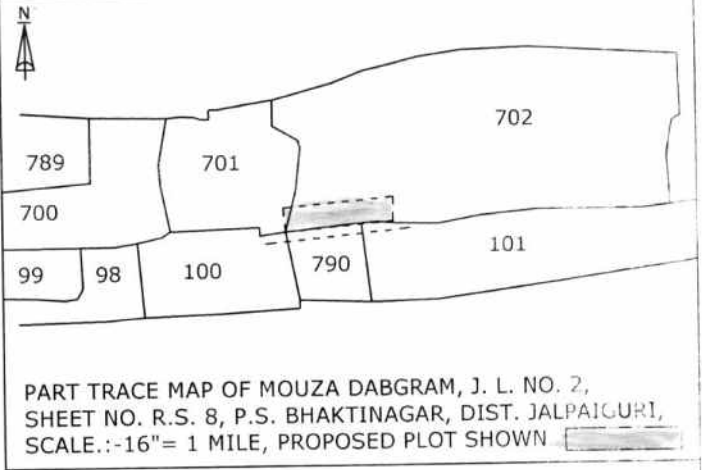 N
702
789
701
700
101
99
98
100
790
PART TRACE MAP OF MOUZA DABGRAM, J. L. NO. 2,
SHEET NO. R.S. 8, P.S. BHAKTINAGAR, DIST. JALPAIGURI,
SCALE.:-16"= 1 MILE, PROPOSED PLOT SHOWN